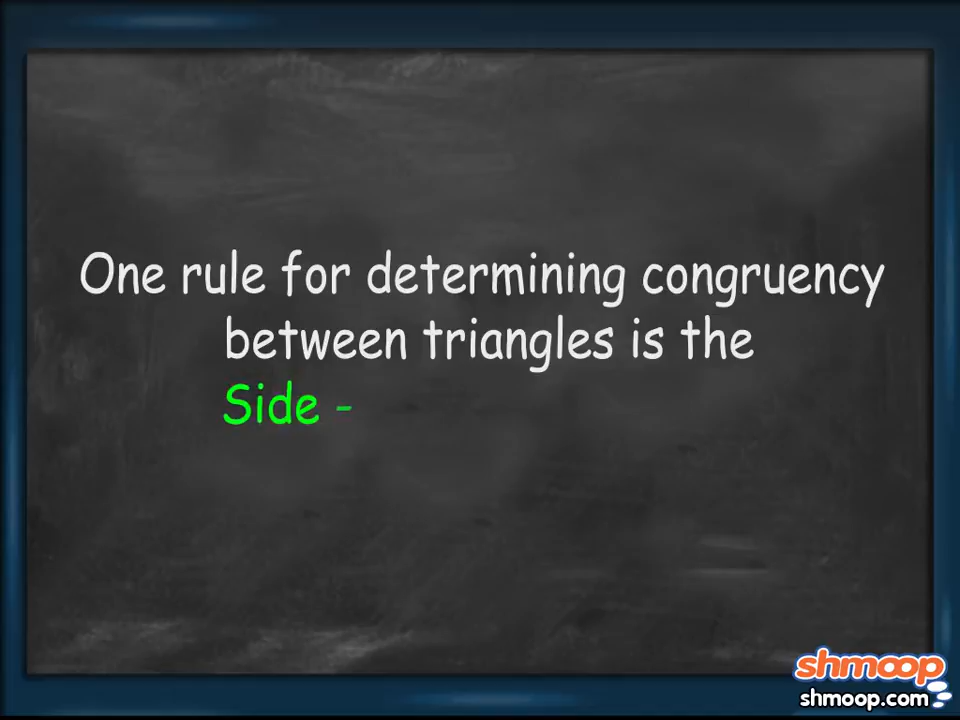 One rule for determining congruency
between triangles is the
Side -
shmoop
shmoop.com